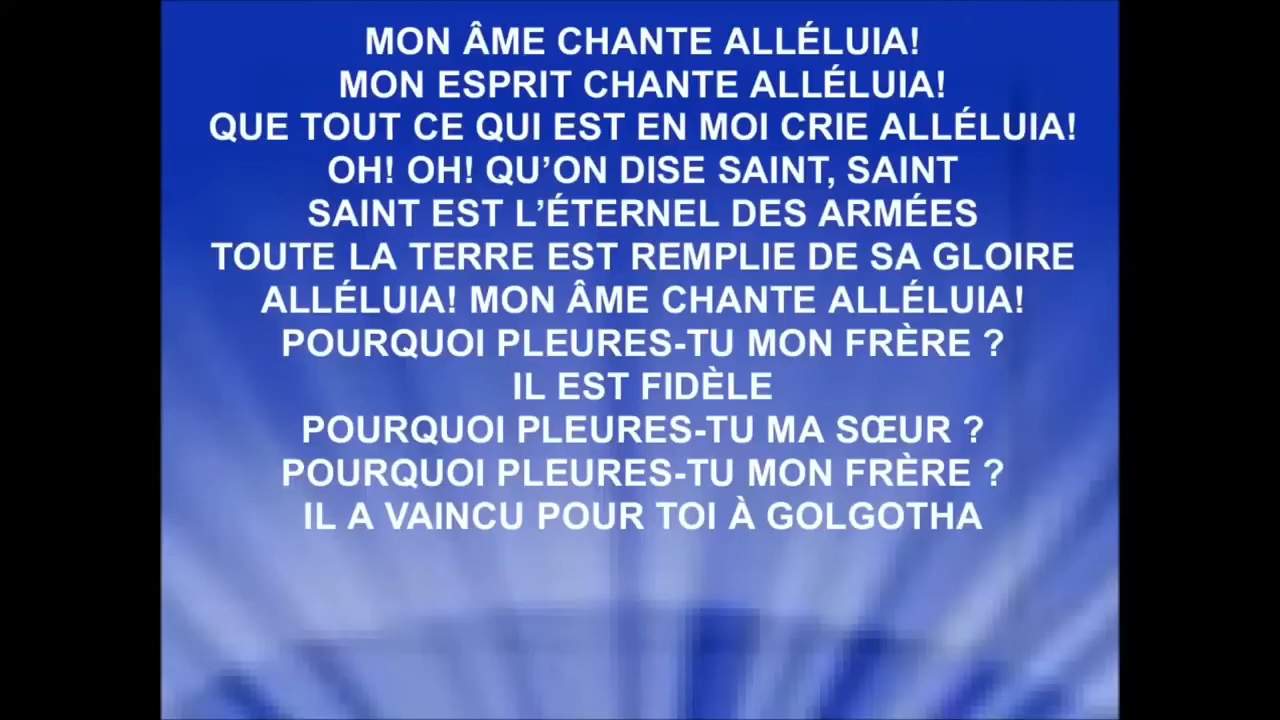 MON ÂME CHANTE ALLÉLUIA!
MON ESPRIT CHANTE ALLÉLUIA!
QUE TOUT CE QUI EST EN MOI CRIE ALLÉLUIA!
OH! OH! QU’ON DISE SAINT, SAINT
SAINT EST L’ÉTERNEL DES ARMÉES
TOUTE LA TERRE EST REMPLIE DE SA GLOIRE
ALLÉLUIA! MON ÂME CHANTE ALLÉLUIA!
POURQUOI PLEURES-TU MON FRÈRE ?
IL EST FIDÈLE
POURQUOI PLEURES-TU MA SŒUR ?
POURQUOI PLEURES-TU MON FRÈRE ?
IL A VAINCU POUR TOI À GOLGOTHA